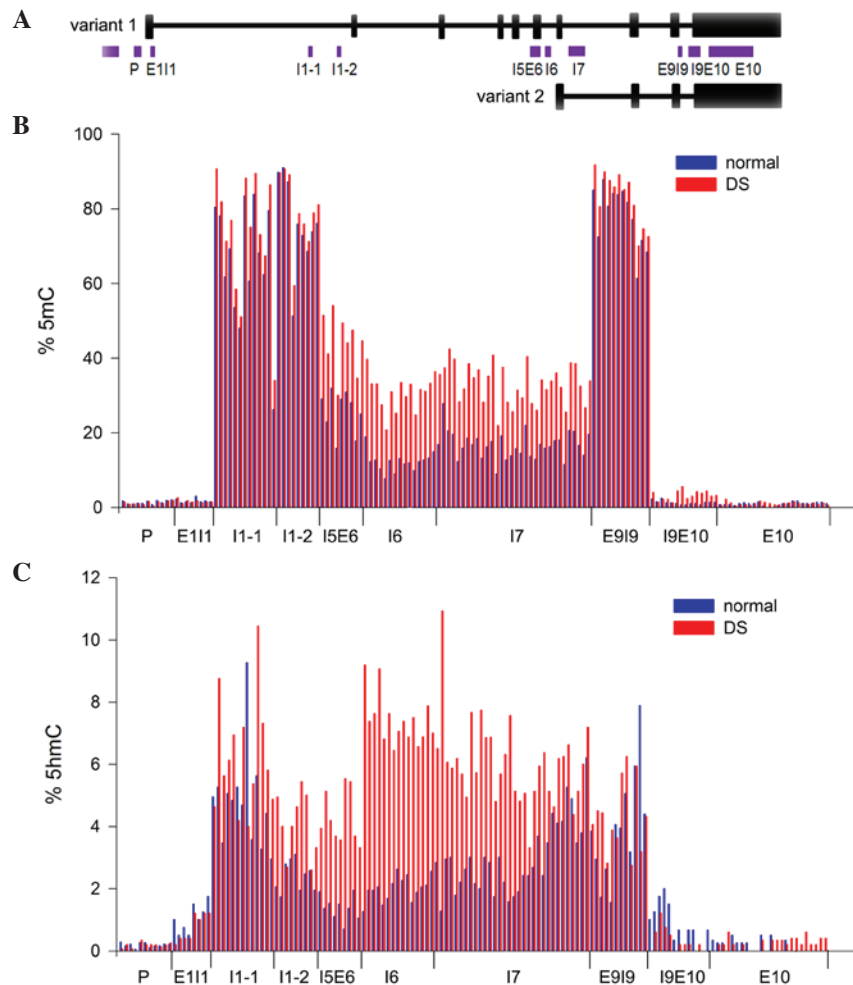 A
variant 1
P E1I1 I1-1 I1-2 I5E6 I6 I7 E9I9 I9E10 E10
variant 2
B
100
80
60
40
20
0
% 5mC
normal
DS
P E1I1 I1-1 I1-2 I5E6 I6 I7 E9I9 I9E10 E10
C
12
10
8
6
4
2
0
% 5hmC
normal
DS
P E1I1 I1-1 I1-2 I5E6 I6 I7 E9I9 I9E10 E10